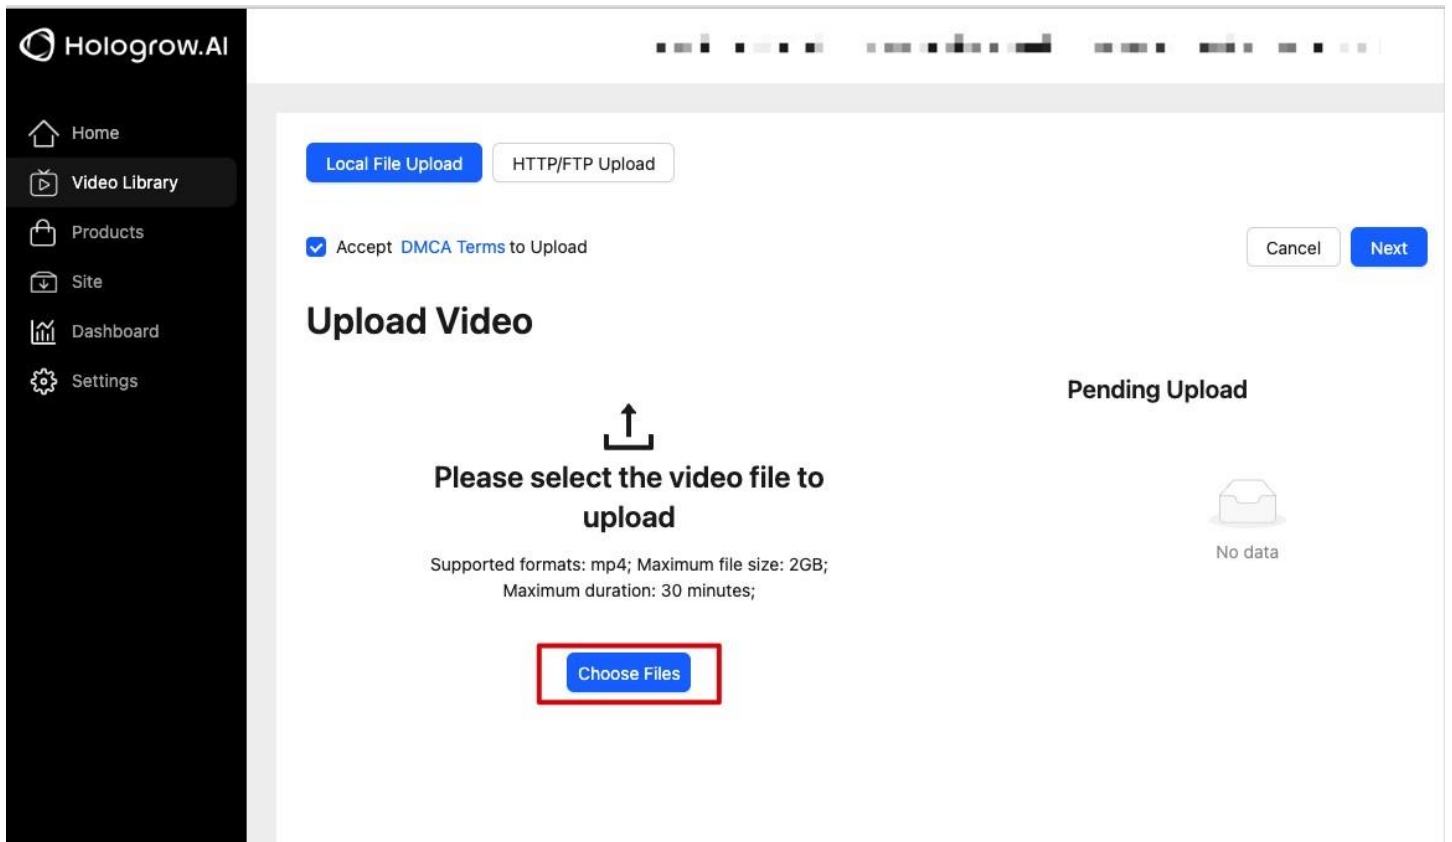 Hologrow.AI
Home
Video Library
Products
Site
Dashboard
Settings
Local File Upload
HTTP/FTP Upload
Accept DMCA Terms to Upload
Cancel
Next
Upload Video
Please select the video file to
upload
Supported formats: mp4; Maximum file size: 2GB;
Maximum duration: 30 minutes;
Choose Files
Pending Upload
No data